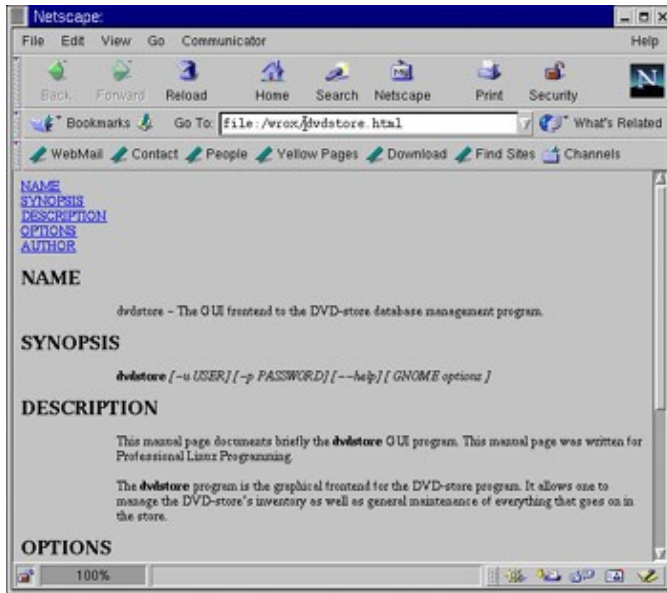 Netscape:
File Edit View Go Communicator Help
Back Forward Reload Home Search Netscape Print Security
N
Bookmarks Go To: file:/wrox/dvdstore.html What's Related
WebMail Contact People Yellow Pages Download Find Sites Channels
NAME
SYNOPSIS
DESCRIPTION
OPTIONS
AUTHOR
NAME
dvdstore – The GUI frontend to the DVD-store database management program.
SYNOPSIS
dvdstore [-u USER] [-p PASSWORD] [--help] [ GNOME options ]
DESCRIPTION
This manual page documents briefly the dvdstore GUI program. This manual page was written for
Professional Linux Programming.
The dvdstore program is the graphical frontend for the DVD-store program. It allows one to
manage the DVD-store's inventory as well as general maintenance of everything that goes on in
the store.
OPTIONS
100%